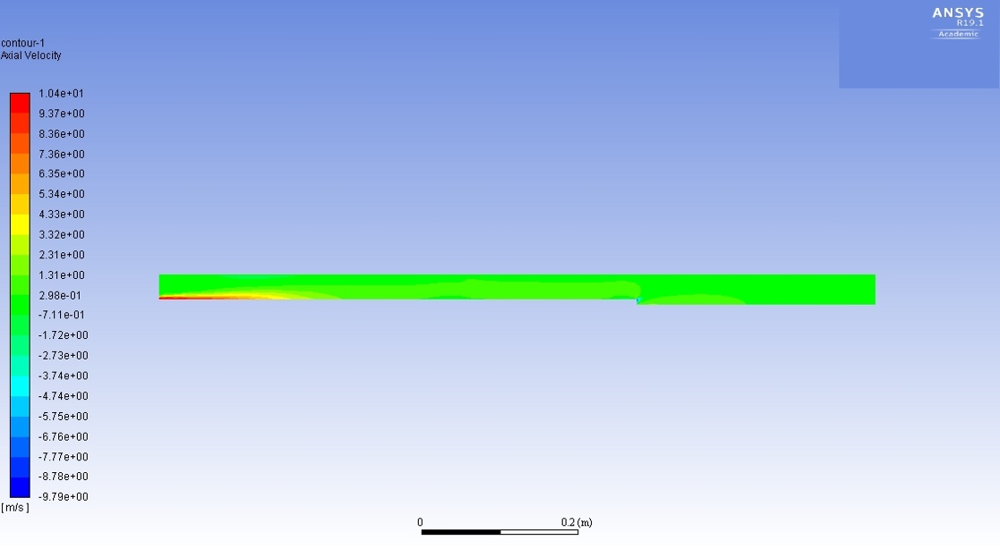 ANSYS
R19.1
Academic
contour-1
Axial Velocity
1.04e+01
9.37e+00
8.36e+00
7.36e+00
6.35e+00
5.34e+00
4.33e+00
3.32e+00
2.31e+00
1.31e+00
2.98e-01
-7.11e-01
-1.72e+00
-2.73e+00
-3.74e+00
-4.74e+00
-5.75e+00
-6.76e+00
-7.77e+00
-8.78e+00
-9.79e+00
[ m/s ]
0 0.2 (m)